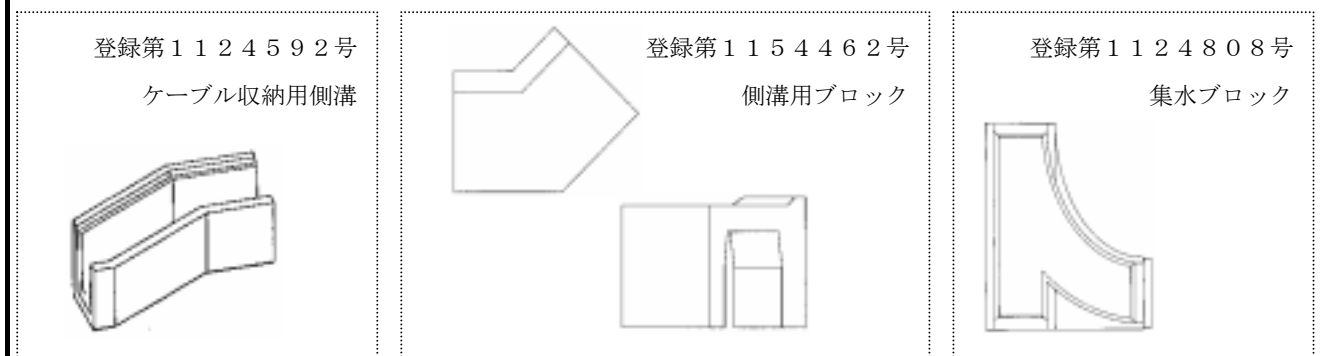 登録第１１２４５９２号
ケーブル収納用側溝
登録第１１５４４６２号
側溝用ブロック
登録第１１２４８０８号
集水ブロック